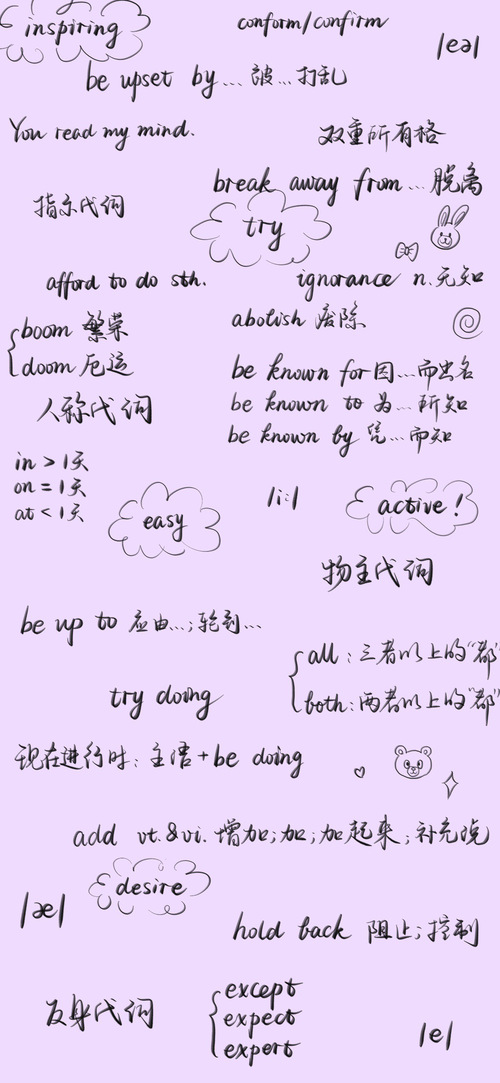 inspiring
conform/confirm
|eə|
be upset by... 被...打乱
You read my mind.
双重所有格
break away from...脱离
指示代词
try
afford to do sth.
ignorance n.无知
boom 繁荣
doom 厄运
abolish 废除
人称代词
be known for因...而出名
be known to 为...所知
be known by 凭...而知
in > 1天
on = 1天
at < 1天
easy
|i:|
active!
物主代词
be up to 应由...;轮到...
all:三者以上的"都"
both:两者以上的"都"
try doing
现在进行时:主语+be doing
add vt.&vi.增加;加;加起来;补充说
desire
|æ|
hold back 阻止;控制
反身代词
except
expect
expert
|e|